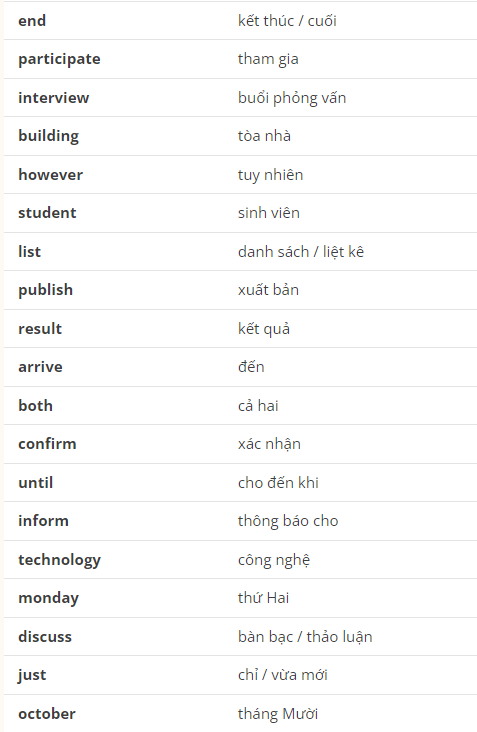 end kết thúc / cuối
participate tham gia
interview buổi phỏng vấn
building tòa nhà
however tuy nhiên
student sinh viên
list danh sách / liệt kê
publish xuất bản
result kết quả
arrive đến
both cả hai
confirm xác nhận
until cho đến khi
inform thông báo cho
technology công nghệ
monday thứ Hai
discuss bàn bạc / thảo luận
just chỉ / vừa mới
october tháng Mười